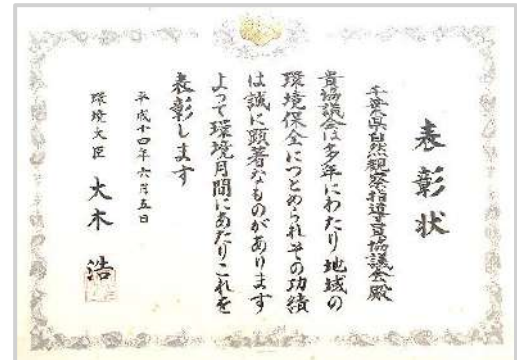 表彰状
千葉県自然観察指導員協議会殿
貴協議会は多年にわたり地域の
環境保全につとめられその功績
は誠に顕著なものがあります
よって環境月間にあたりこれを
表彰します
平成十四年六月五日
環境大臣 大木 浩